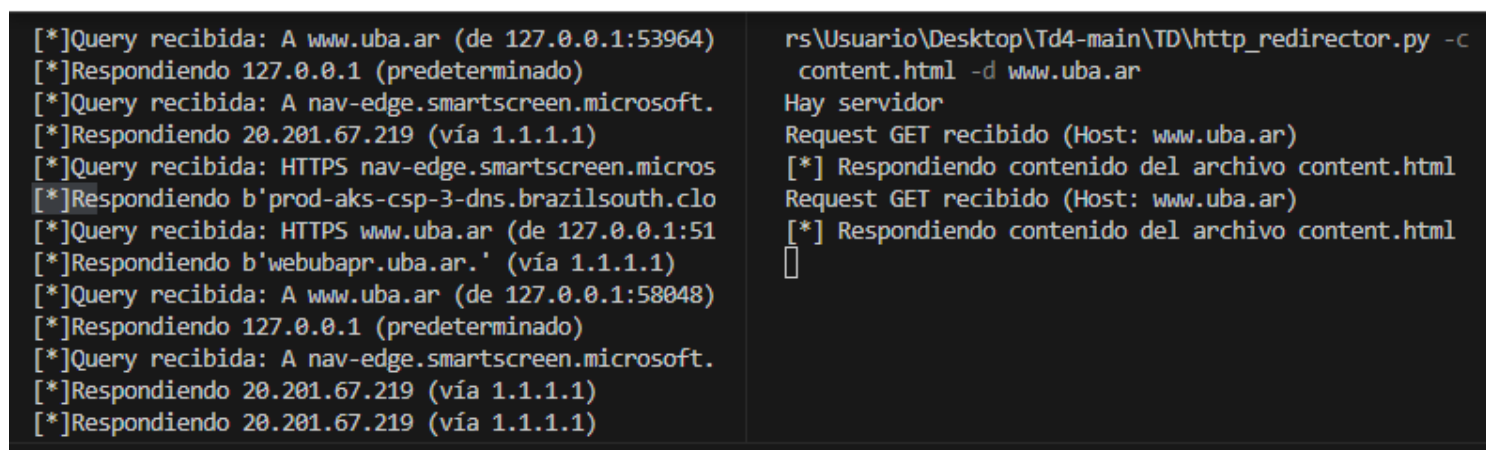 [*]Query recibida: A www.uba.ar (de 127.0.0.1:53964)
[*]Respondiendo 127.0.0.1 (predeterminado)
[*]Query recibida: A nav-edge.smartscreen.microsoft.
[*]Respondiendo 20.201.67.219 (vía 1.1.1.1)
[*]Query recibida: HTTPS nav-edge.smartscreen.micros
[*]Respondiendo b'prod-aks-csp-3-dns.brazilsouth.clo
[*]Query recibida: HTTPS www.uba.ar (de 127.0.0.1:51
[*]Respondiendo b'webubapr.uba.ar.' (vía 1.1.1.1)
[*]Query recibida: A www.uba.ar (de 127.0.0.1:58048)
[*]Respondiendo 127.0.0.1 (predeterminado)
[*]Query recibida: A nav-edge.smartscreen.microsoft.
[*]Respondiendo 20.201.67.219 (vía 1.1.1.1)
[*]Respondiendo 20.201.67.219 (vía 1.1.1.1)
rs\Usuario\Desktop\Td4-main\TD\http_redirector.py -c
content.html -d www.uba.ar
Hay servidor
Request GET recibido (Host: www.uba.ar)
[*] Respondiendo contenido del archivo content.html
Request GET recibido (Host: www.uba.ar)
[*] Respondiendo contenido del archivo content.html